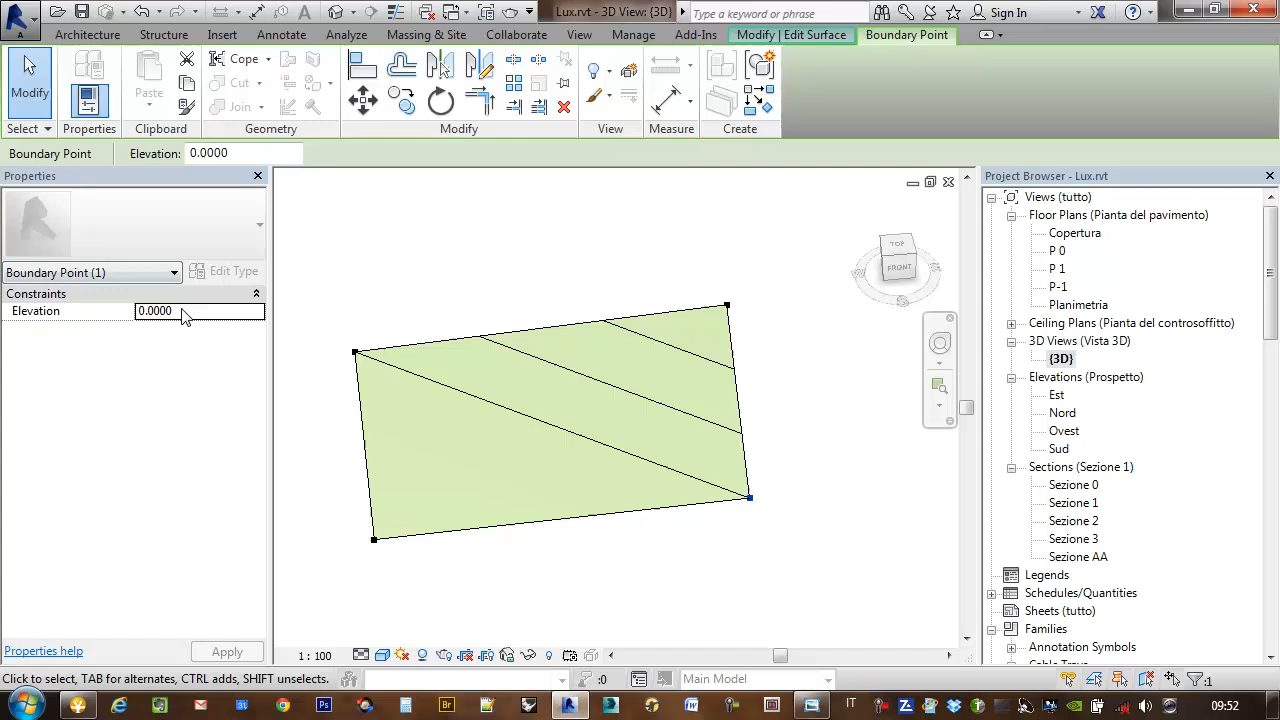 Lux.rvt - 3D View: {3D}
Type a keyword or phrase
Sign In
Architecture
Structure
Insert
Annotate
Analyze
Massing & Site
Collaborate
View
Manage
Add-Ins
Modify | Edit Surface
Boundary Point
Modify
Properties
Paste
Cope
Cut
Join
Select
Properties
Clipboard
Geometry
Modify
View
Measure
Create
Boundary Point
Elevation: 0.0000
Properties
Boundary Point (1)
Edit Type
Constraints
Elevation
0.0000
Properties help
Apply
TOP
FRONT
1 : 100
Project Browser - Lux.rvt
Views (tutto)
Floor Plans (Pianta del pavimento)
Copertura
P 0
P 1
P-1
Planimetria
Ceiling Plans (Pianta del controsoffitto)
3D Views (Vista 3D)
{3D}
Elevations (Prospetto)
Est
Nord
Ovest
Sud
Sections (Sezione 1)
Sezione 0
Sezione 1
Sezione 2
Sezione 3
Sezione AA
Legends
Schedules/Quantities
Sheets (tutto)
Families
Annotation Symbols
Cable Trays
Click to select, TAB for alternates, CTRL adds, SHIFT unselects.
:0
Main Model
:1
Ps
Br
IT
09:52